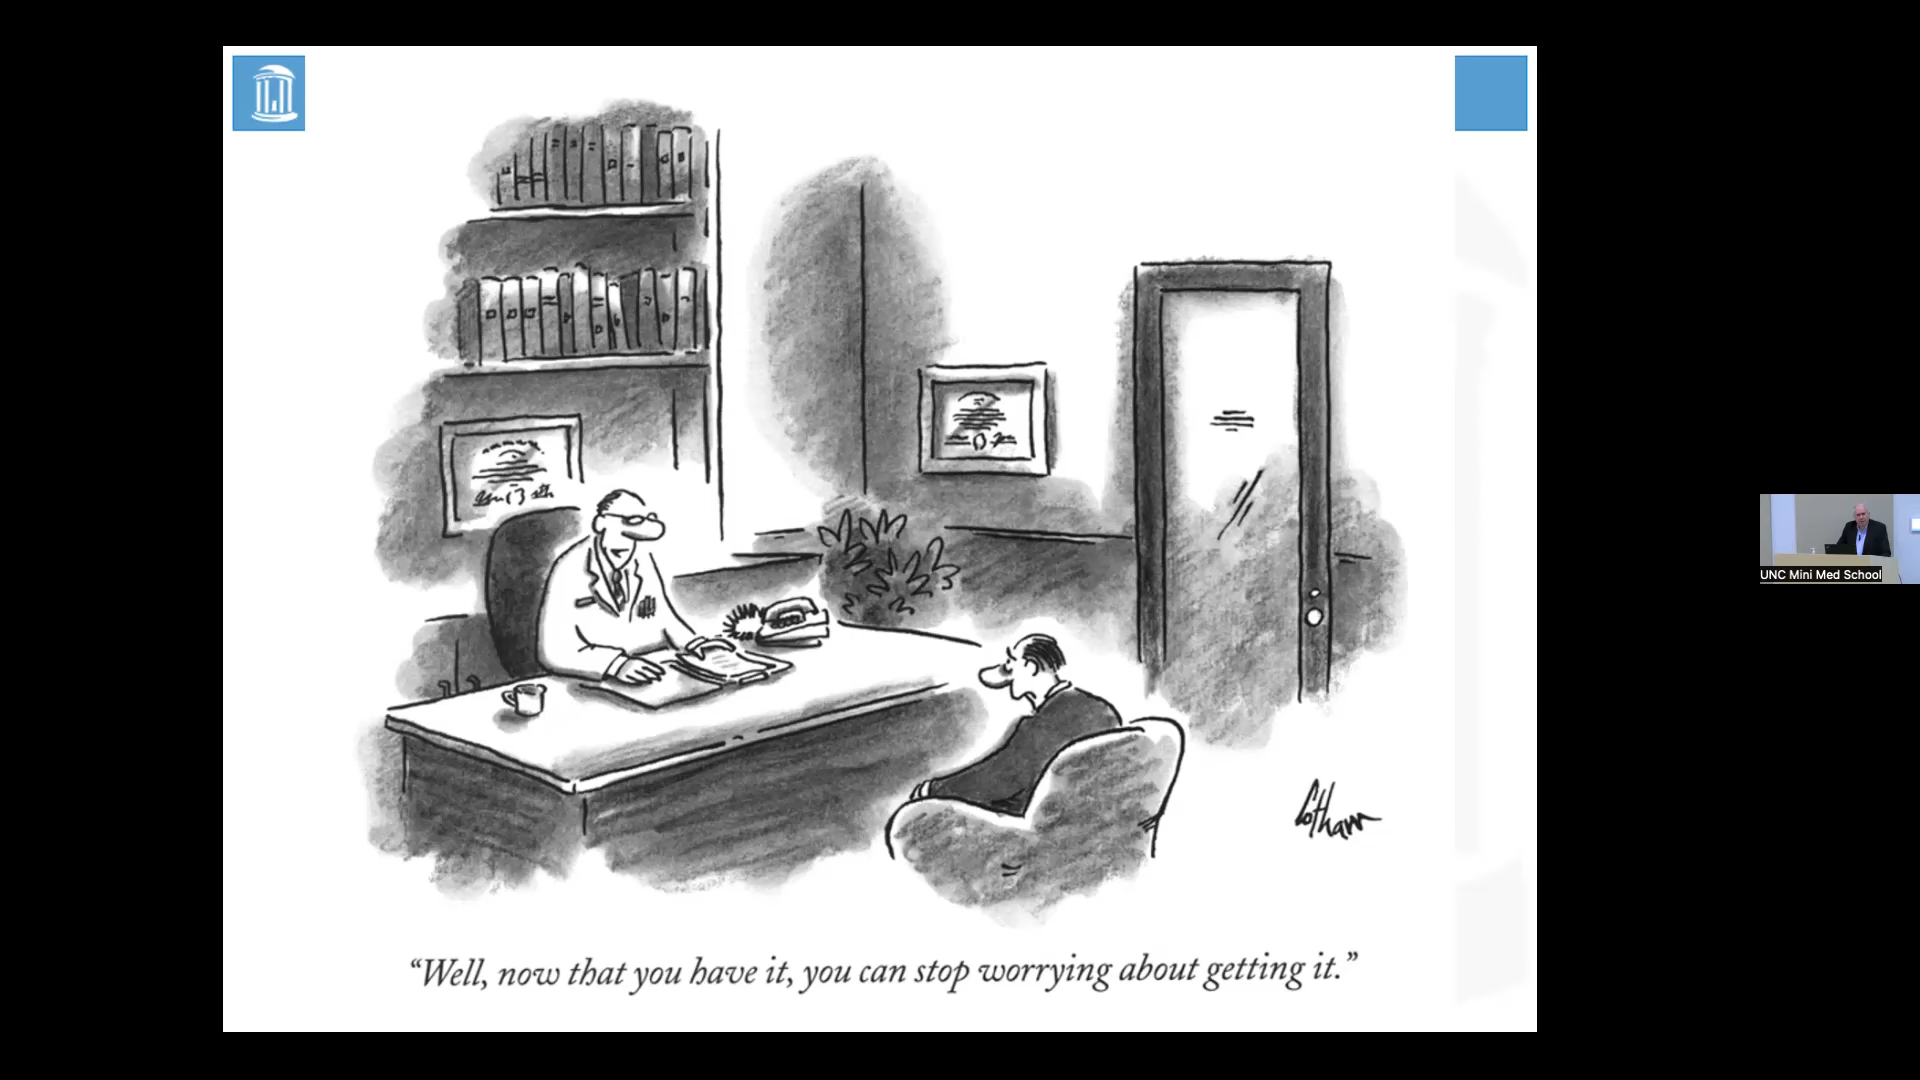 Cotham
“Well, now that you have it, you can stop worrying about getting it.”
UNC Mini Med School